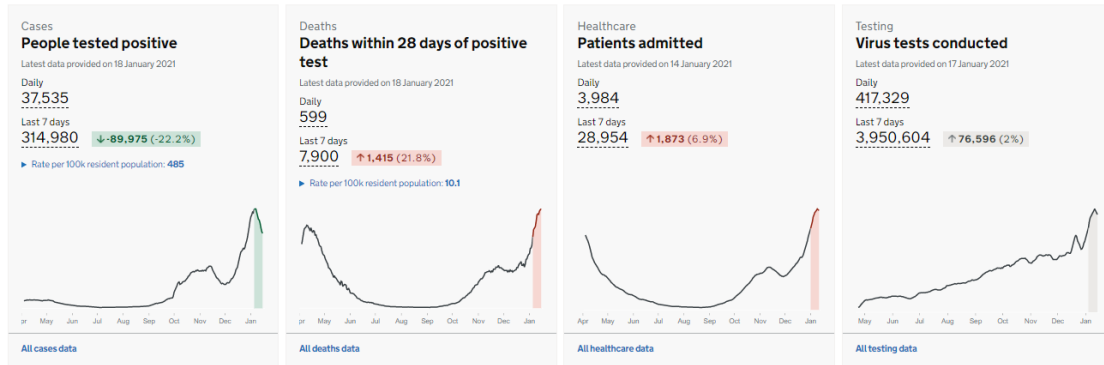 Cases
People tested positive
Latest data provided on 18 January 2021
Daily
37,535
Last 7 days
314,980 ↓-89,975 (-22.2%)
▶ Rate per 100k resident population: 485
pr May Jun Jul Aug Sep Oct Nov Dec Jan
All cases data
Deaths
Deaths within 28 days of positive
test
Latest data provided on 18 January 2021
Daily
599
Last 7 days
7,900 ↑1,415 (21.8%)
▶ Rate per 100k resident population: 10.1
pr May Jun Jul Aug Sep Oct Nov Dec Jan
All deaths data
Healthcare
Patients admitted
Latest data provided on 14 January 2021
Daily
3,984
Last 7 days
28,954 ↑1,873 (6.9%)
Apr May Jun Jul Aug Sep Oct Nov Dec Jan
All healthcare data
Testing
Virus tests conducted
Latest data provided on 17 January 2021
Daily
417,329
Last 7 days
3,950,604 ↑76,596 (2%)
May Jun Jul Aug Sep Oct Nov Dec Jan
All testing data